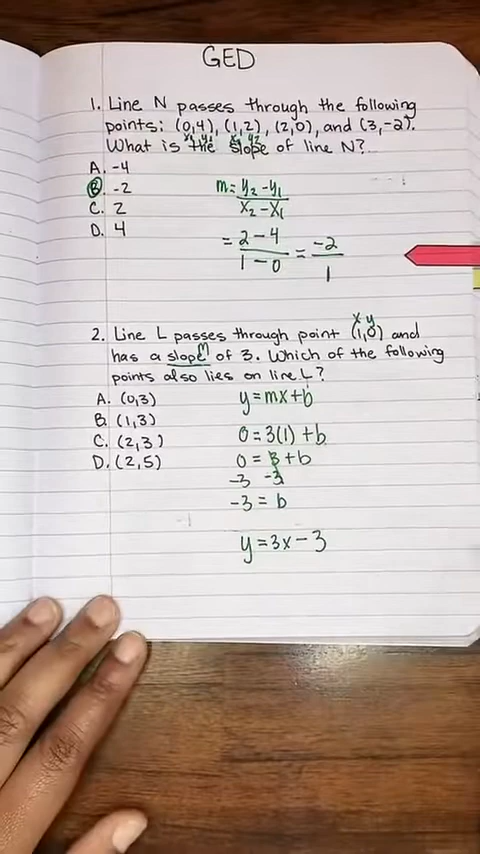 GED
1. Line N passes through the following
points: (0,4), (1,2), (2,0), and (3,-2).
x₁ y₁ x₂ y₂
What is the slope of line N?
A. -4
B. -2
C. 2
D. 4
m = y₂ - y₁
x₂ - x₁
= 2 - 4 = -2
1 - 0 1
x y
2. Line L passes through point (1,0) and
m
has a slope of 3. Which of the following
points also lies on line L?
A. (0,3)
B. (1,3)
C. (2,3)
D. (2,5)
y = mx + b
0 = 3(1) + b
0 = 3 + b
-3 -3
-3 = b
y = 3x - 3